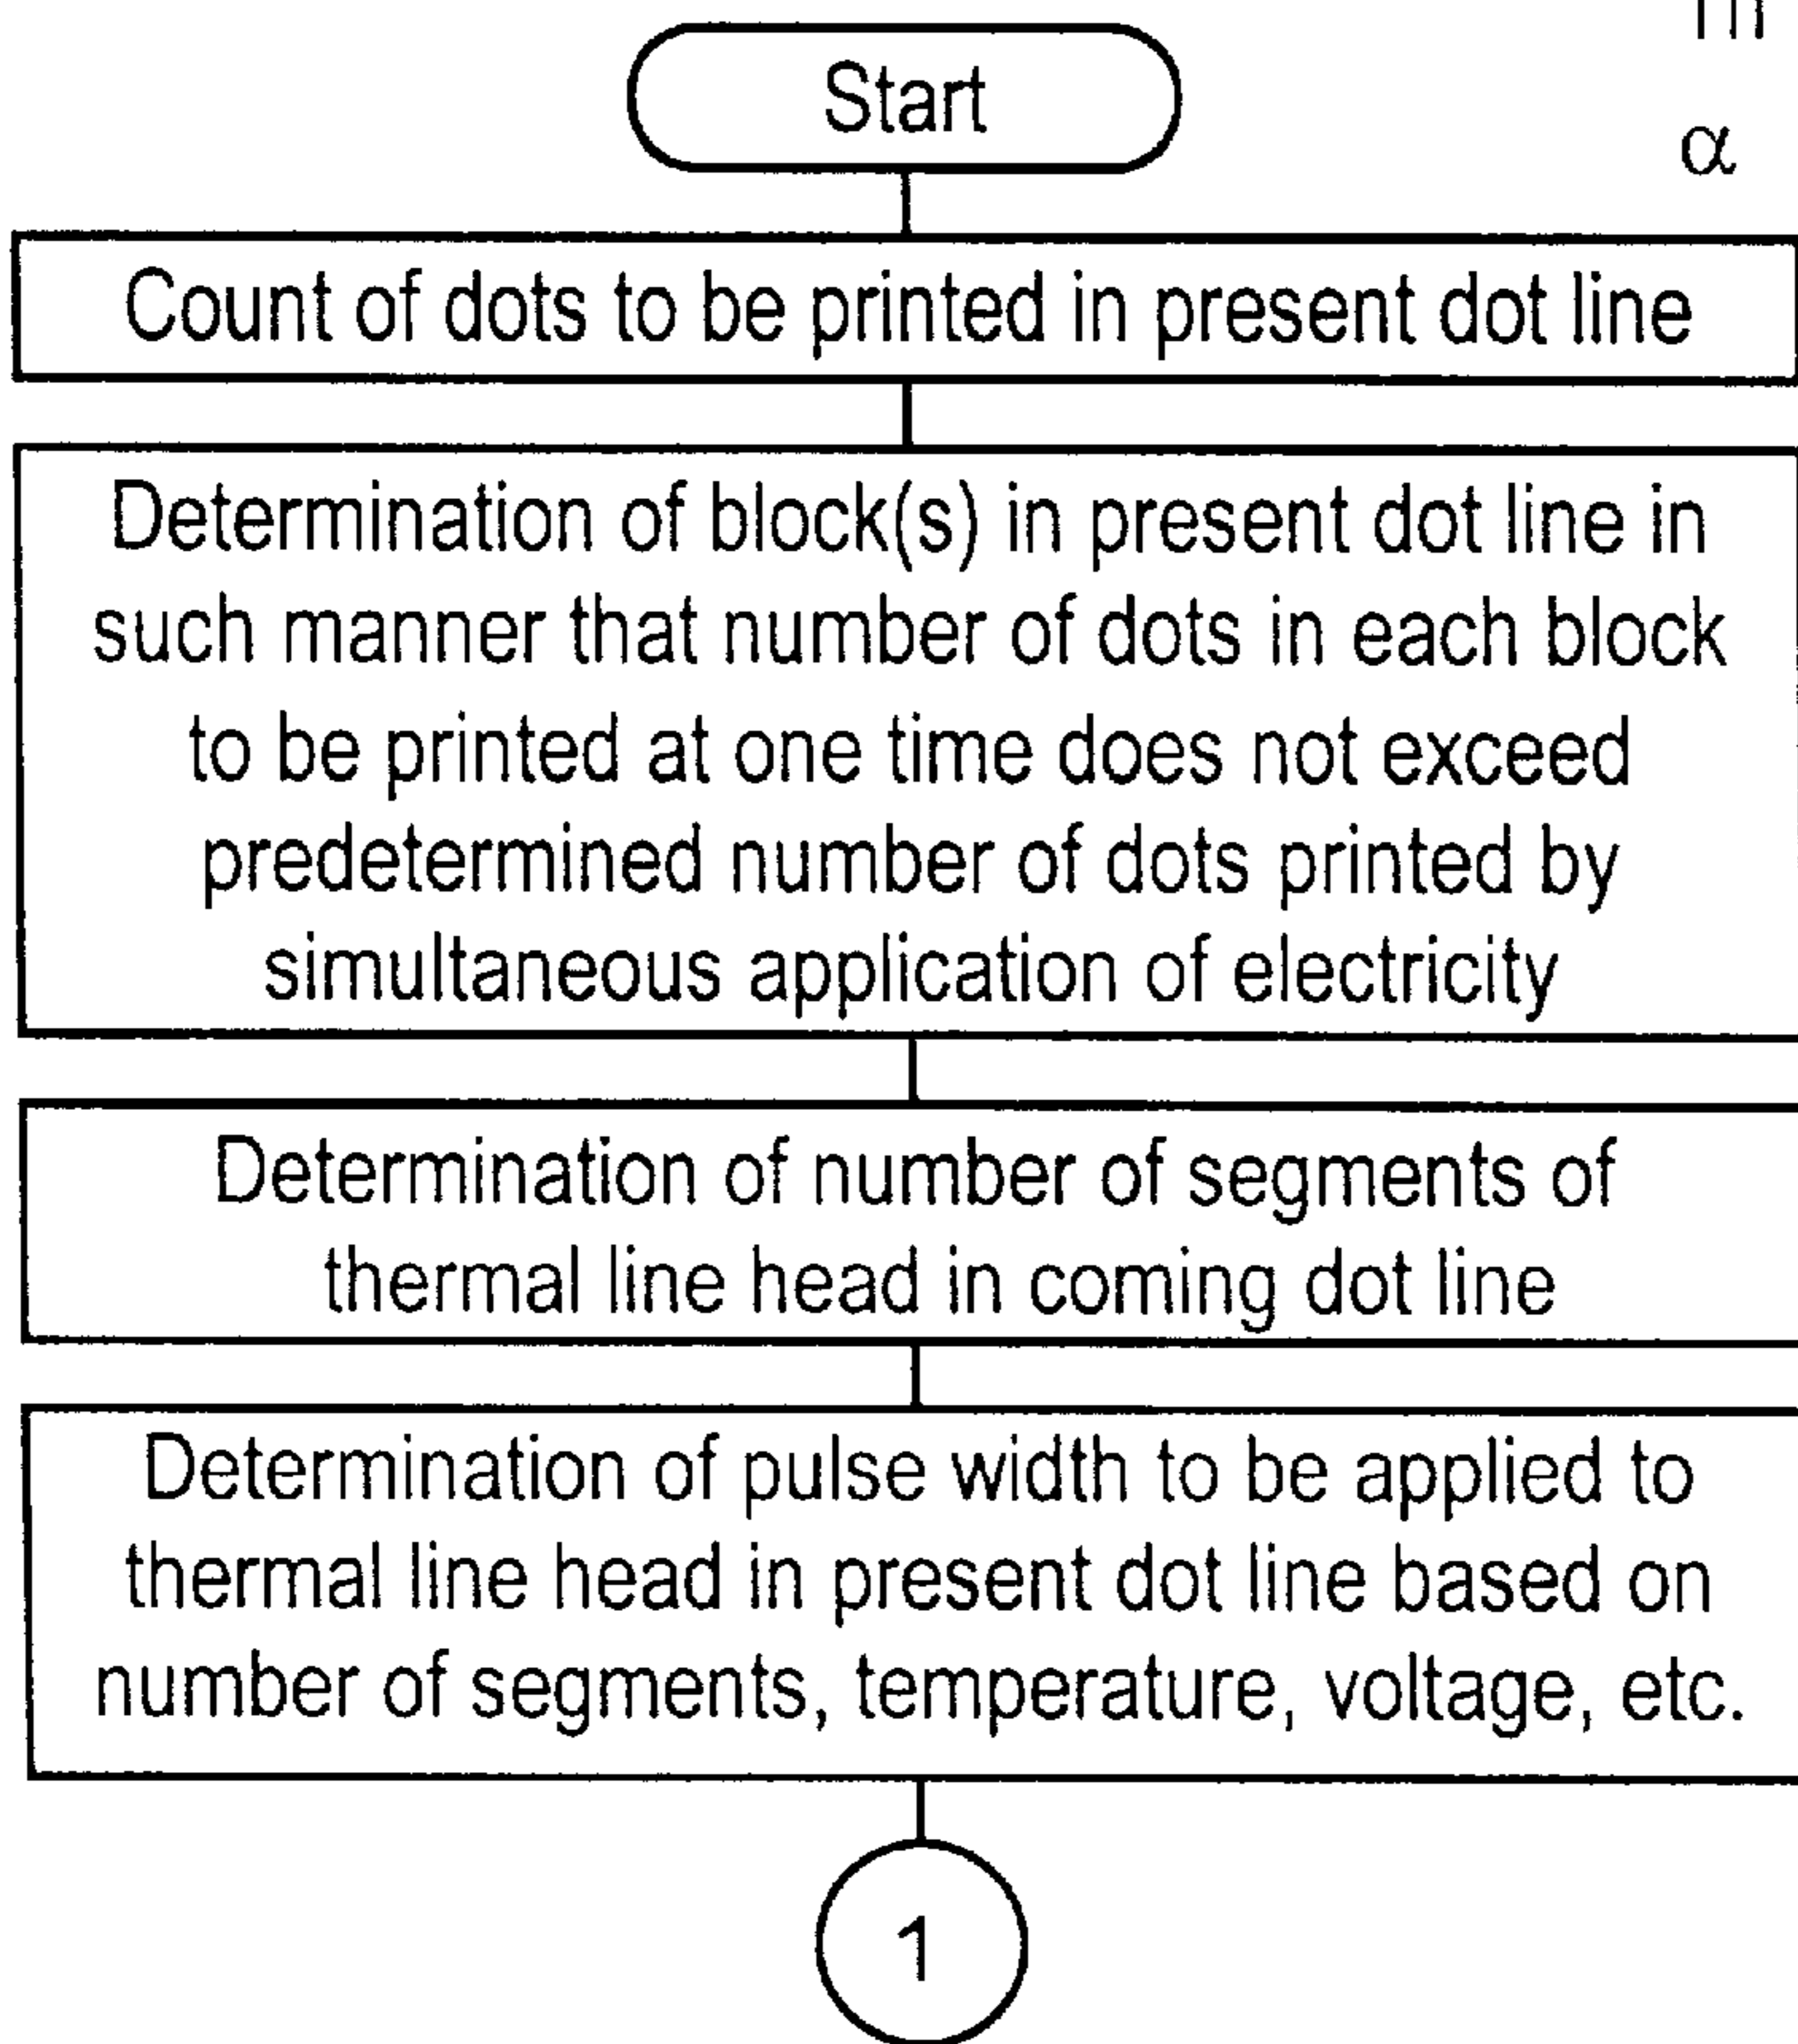 Start
α
Count of dots to be printed in present dot line
Determination of block(s) in present dot line in
such manner that number of dots in each block
to be printed at one time does not exceed
predetermined number of dots printed by
simultaneous application of electricity
Determination of number of segments of
thermal line head in coming dot line
Determination of pulse width to be applied to
thermal line head in present dot line based on
number of segments, temperature, voltage, etc.
1